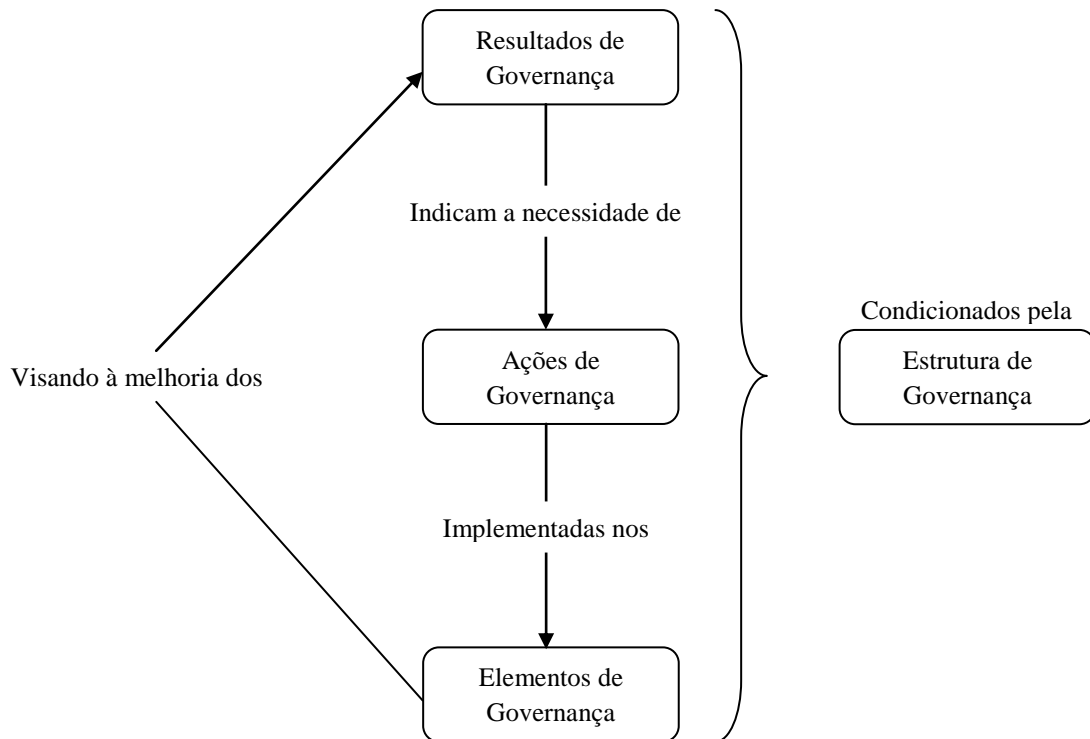 Resultados de
Governança
Indicam a necessidade de
Condicionados pela
Visando à melhoria dos
Ações de
Governança
Estrutura de
Governança
Implementadas nos
Elementos de
Governança